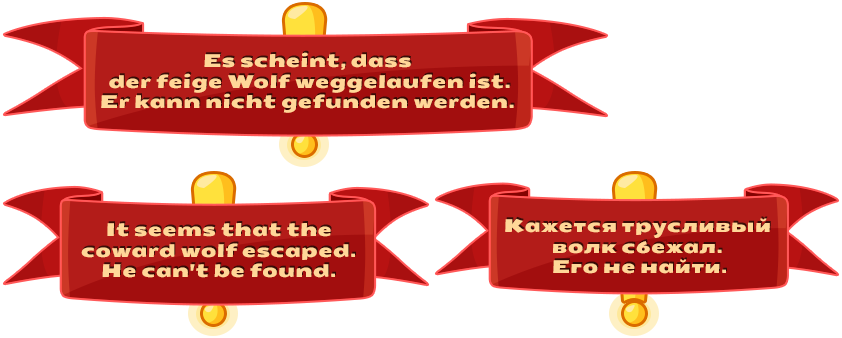 Es scheint, dass
der feige Wolf weggelaufen ist.
Er kann nicht gefunden werden.
It seems that the
coward wolf escaped.
He can't be found.
Кажется трусливый
волк сбежал.
Его не найти.